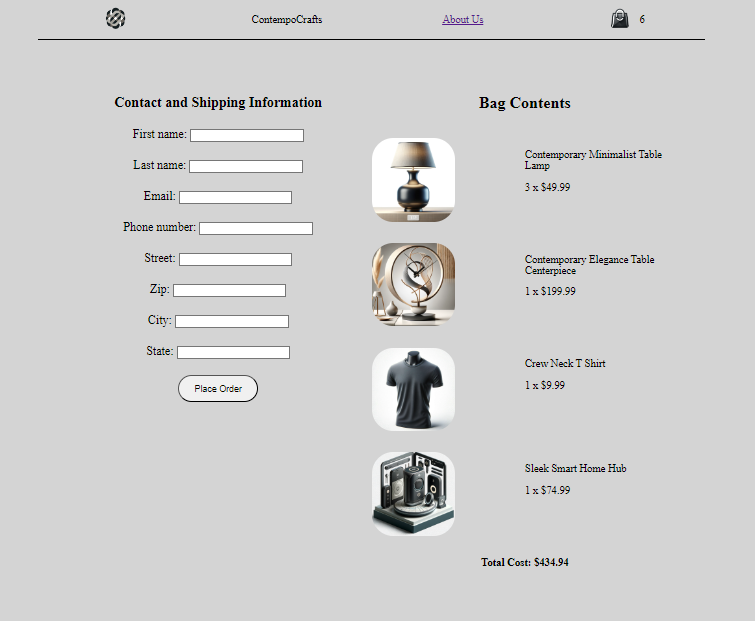 ContempoCrafts
About Us
6
Contact and Shipping Information
First name:
Last name:
Email:
Phone number:
Street:
Zip:
City:
State:
Place Order
Bag Contents
Contemporary Minimalist Table
Lamp
3 x $49.99
Contemporary Elegance Table
Centerpiece
1 x $199.99
Crew Neck T Shirt
1 x $9.99
Sleek Smart Home Hub
1 x $74.99
Total Cost: $434.94